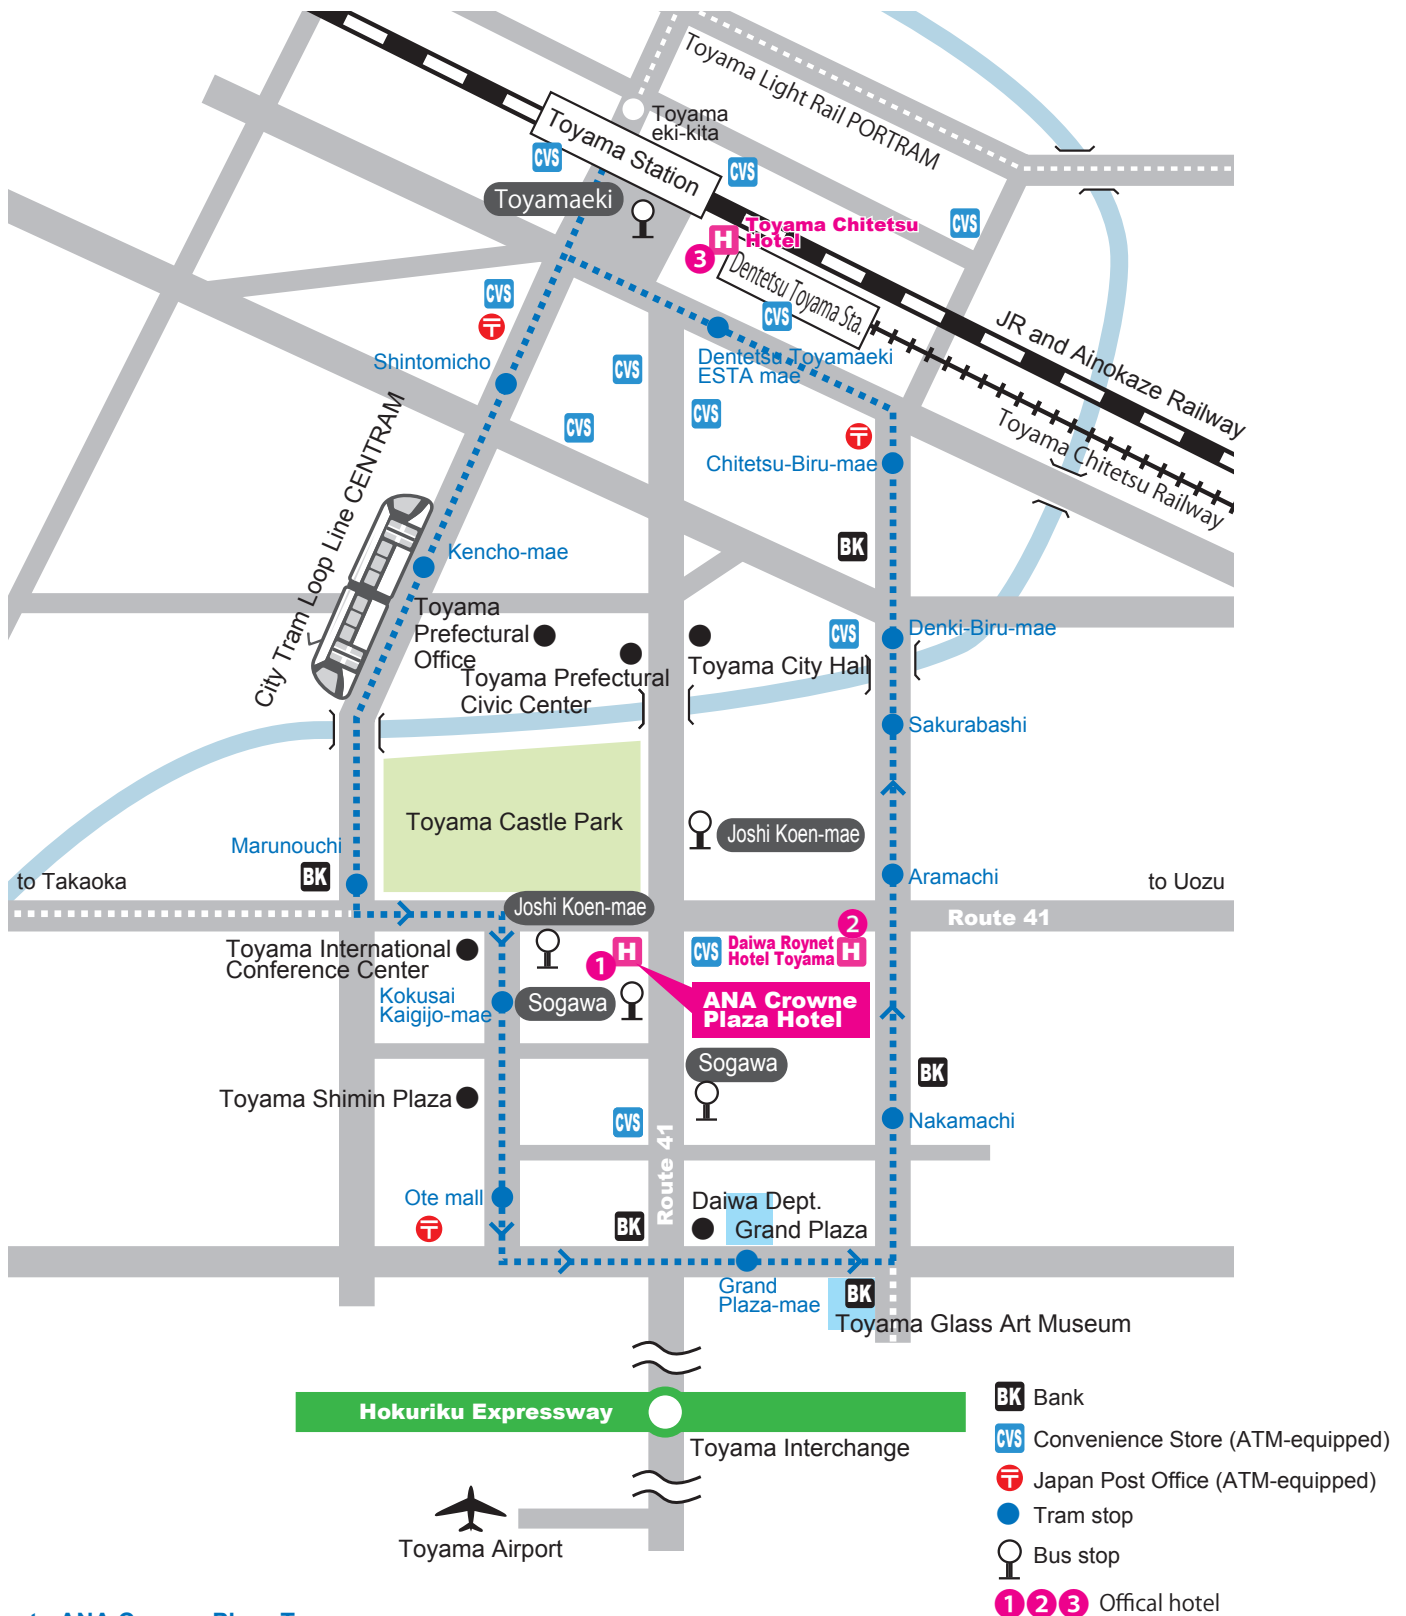 Toyama Light Rail PORTRAM
Toyama
eki-kita
Toyama Station
CVS
CVS
Toyamaeki
CVS
H
Toyama Chitetsu
Hotel
3
Dentetsu Toyama Sta.
CVS
CVS
JR and Ainokaze Railway
Shintomicho
CVS
Dentetsu Toyamaeki
ESTA mae
Toyama Chitetsu Railway
CVS
CVS
Chitetsu-Biru-mae
City Tram Loop Line CENTRAM
BK
Kencho-mae
Toyama
Prefectural
Office
CVS
Denki-Biru-mae
Toyama Prefectural
Civic Center
Toyama City Hall
Sakurabashi
Toyama Castle Park
Joshi Koen-mae
Marunouchi
BK
to Takaoka
Aramachi
to Uozu
Joshi Koen-mae
2
Route 41
Toyama International
Conference Center
1
H
CVS
Daiwa Roynet
Hotel Toyama
H
Kokusai
Kaigijo-mae
Sogawa
ANA Crowne
Plaza Hotel
Sogawa
BK
Toyama Shimin Plaza
CVS
Nakamachi
Route 41
Ote mall
BK
Daiwa Dept.
Grand Plaza
Grand
Plaza-mae
BK
Toyama Glass Art Museum
Hokuriku Expressway
Toyama Interchange
Toyama Airport
BK Bank
CVS Convenience Store (ATM-equipped)
Japan Post Office (ATM-equipped)
Tram stop
Bus stop
1 2 3 Offical hotel